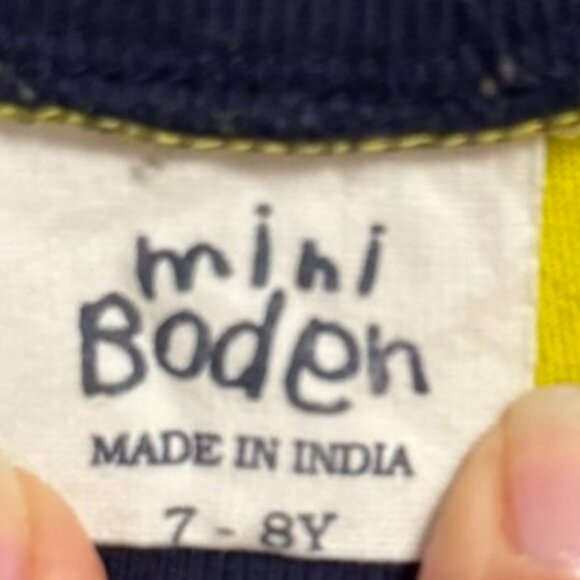 mini
Boden
MADE IN INDIA
7 - 8Y